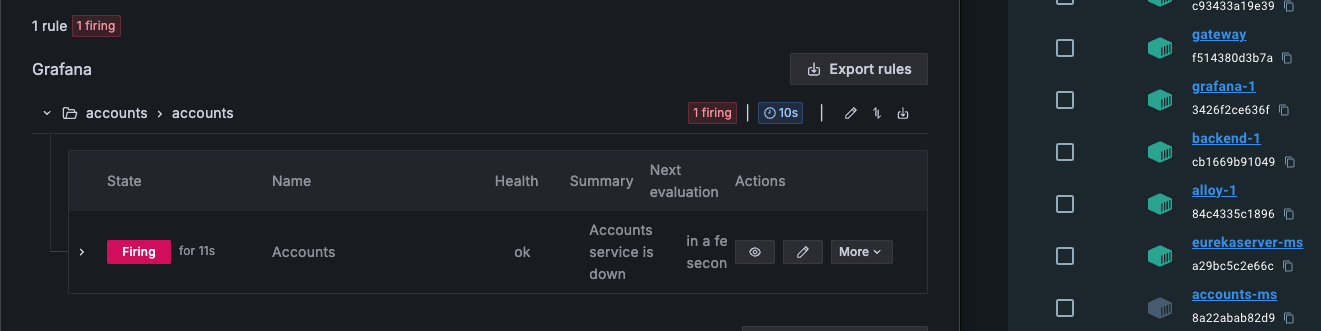 1 rule 1 firing
Grafana
Export rules
accounts > accounts
1 firing | 10s |
State Name Health Summary Next evaluation Actions
Firing for 11s Accounts ok Accounts service is down in a fe secon More
c93433a19e39
gateway
f514380d3b7a
grafana-1
3426f2ce636f
backend-1
cb1669b91049
alloy-1
84c4335c1896
eurekaserver-ms
a29bc5c2e66c
accounts-ms
8a22abab82d9